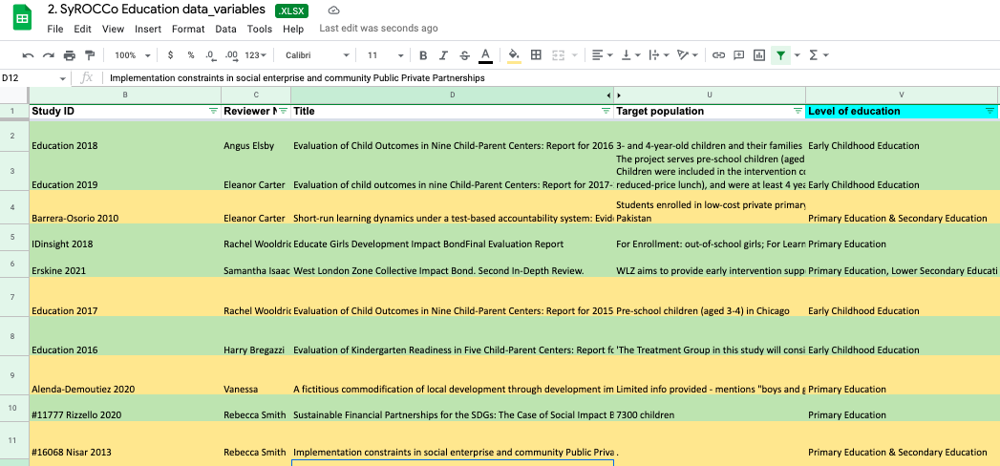 2. SyROCCo Education data_variables .XLSX
File Edit View Insert Format Data Tools Help Last edit was seconds ago
100% $ % .0 .00 123 Calibri 11 B I S A
D12 fx Implementation constraints in social enterprise and community Public Private Partnerships
B C D U V
1 Study ID Reviewer N Title Target population Level of education
2 Education 2018 Angus Elsby Evaluation of Child Outcomes in Nine Child-Parent Centers: Report for 2016 3- and 4-year-old children and their families Early Childhood Education
The project serves pre-school children (aged
3 Children were included in the intervention co
Education 2019 Eleanor Carter Evaluation of child outcomes in nine Child-Parent Centers: Report for 2017- reduced-price lunch), and were at least 4 yea Early Childhood Education
4 Students enrolled in low-cost private primary
Barrera-Osorio 2010 Eleanor Carter Short-run learning dynamics under a test-based accountability system: Evid Pakistan Primary Education & Secondary Education
5 IDinsight 2018 Rachel Wooldric Educate Girls Development Impact BondFinal Evaluation Report For Enrollment: out-of-school girls; For Learn Primary Education
6 Erskine 2021 Samantha Isaac West London Zone Collective Impact Bond. Second In-Depth Review. WLZ aims to provide early intervention supp Primary Education, Lower Secondary Educati
7 Education 2017 Rachel Wooldric Evaluation of Child Outcomes in Nine Child-Parent Centers: Report for 2015 Pre-school children (aged 3-4) in Chicago Early Childhood Education
8 Education 2016 Harry Bregazzi Evaluation of Kindergarten Readiness in Five Child-Parent Centers: Report fo 'The Treatment Group in this study will consi Early Childhood Education
9 Alenda-Demoutiez 2020 Vanessa A fictitious commodification of local development through development im Limited info provided - mentions "boys and g Primary Education
10 #11777 Rizzello 2020 Rebecca Smith Sustainable Financial Partnerships for the SDGs: The Case of Social Impact B 7300 children Primary Education
11 #16068 Nisar 2013 Rebecca Smith Implementation constraints in social enterprise and community Public Priva . Primary Education & Secondary Education